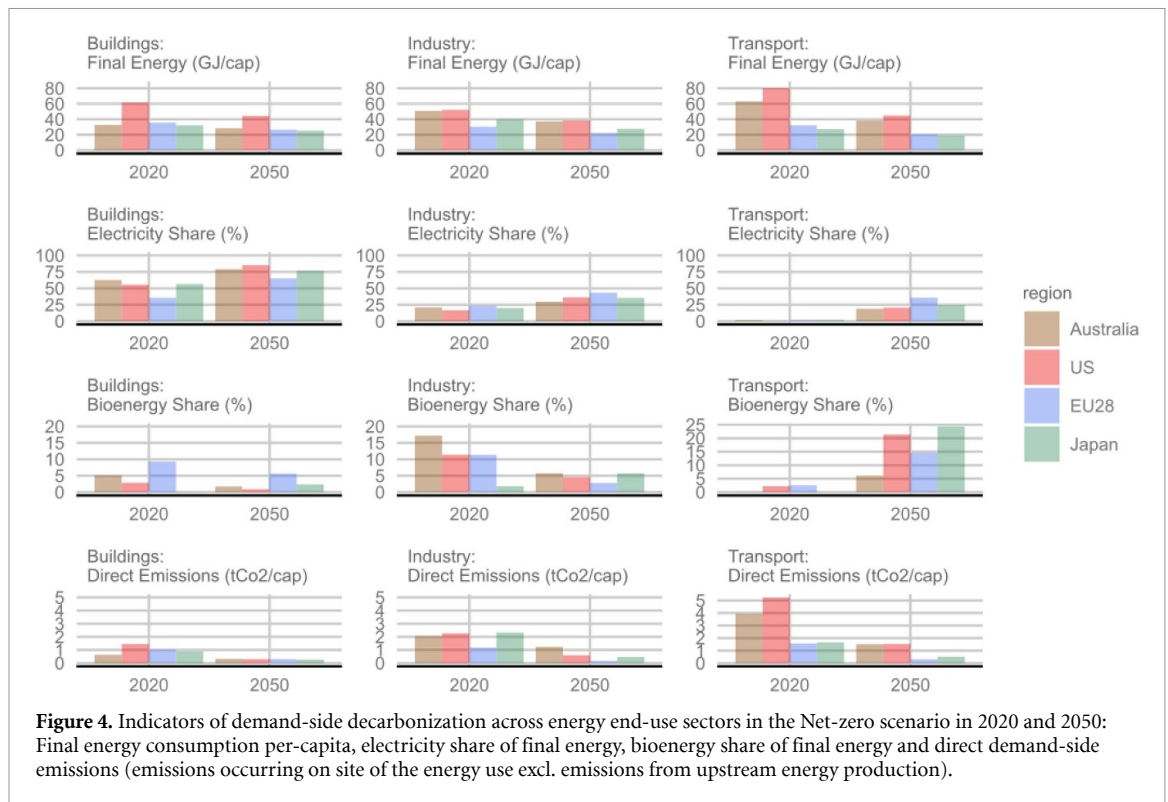 Buildings:
Final Energy (GJ/cap)
80
60
40
20
0
2020
2050
Industry:
Final Energy (GJ/cap)
2020
2050
Transport:
Final Energy (GJ/cap)
80
60
40
20
0
2020
2050
Buildings:
Electricity Share (%)
100
75
50
25
0
2020
2050
Industry:
Electricity Share (%)
100
75
50
25
0
2020
2050
Transport:
Electricity Share (%)
100
75
50
25
0
2020
2050
Buildings:
Bioenergy Share (%)
20
15
10
5
0
2020
2050
Industry:
Bioenergy Share (%)
20
15
10
5
0
2020
2050
Transport:
Bioenergy Share (%)
25
20
15
10
5
0
2020
2050
Buildings:
Direct Emissions (tCo2/cap)
5
4
3
2
1
0
2020
2050
Industry:
Direct Emissions (tCo2/cap)
5
4
3
2
1
0
2020
2050
Transport:
Direct Emissions (tCo2/cap)
5
4
3
2
1
0
2020
2050
region
Australia
US
EU28
Japan
Figure 4. Indicators of demand-side decarbonization across energy end-use sectors in the Net-zero scenario in 2020 and 2050:
Final energy consumption per-capita, electricity share of final energy, bioenergy share of final energy and direct demand-side
emissions (emissions occurring on site of the energy use excl. emissions from upstream energy production).